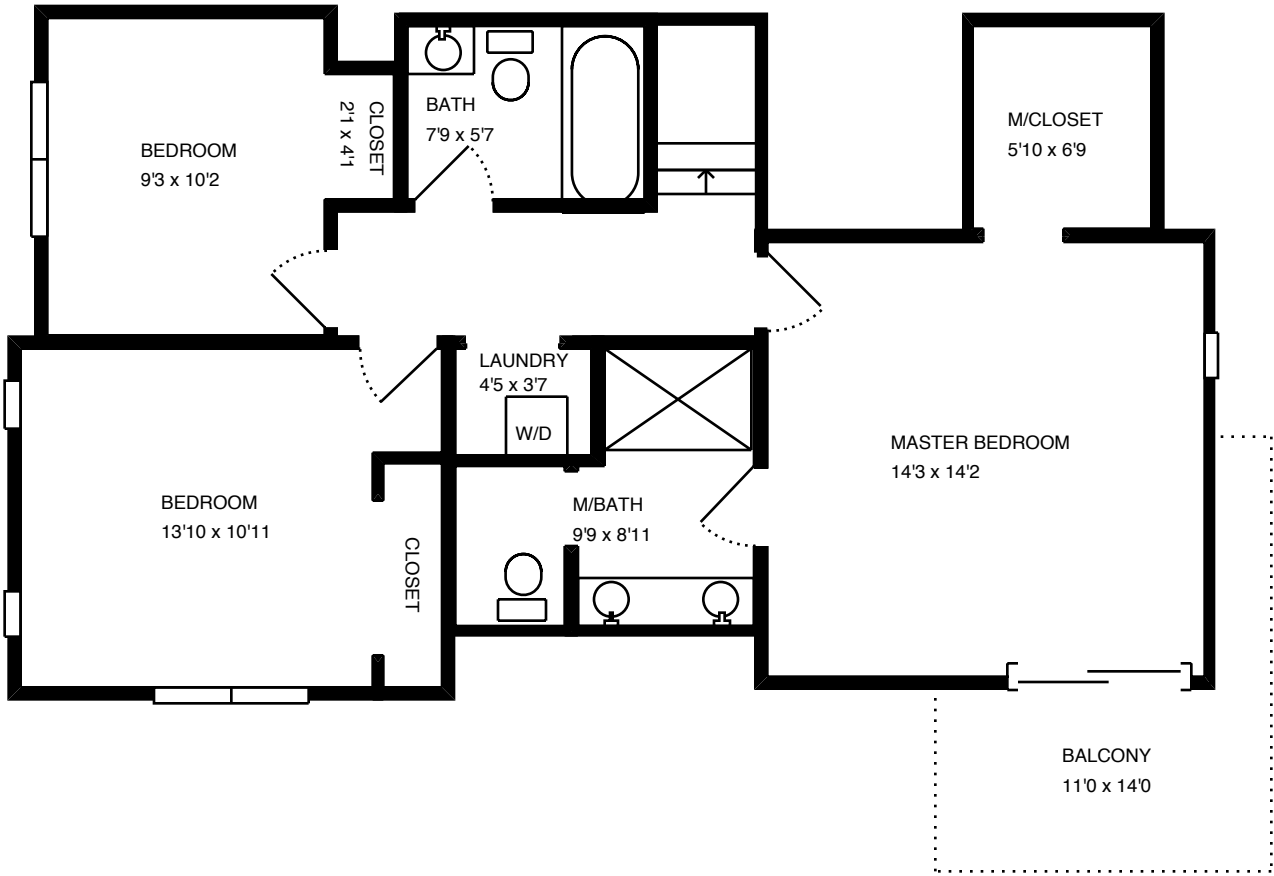 BEDROOM
9'3 x 10'2
CLOSET
2'1 x 4'1
BATH
7'9 x 5'7
M/CLOSET
5'10 x 6'9
LAUNDRY
4'5 x 3'7
W/D
BEDROOM
13'10 x 10'11
CLOSET
M/BATH
9'9 x 8'11
MASTER BEDROOM
14'3 x 14'2
BALCONY
11'0 x 14'0